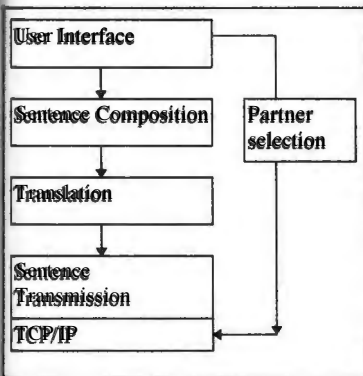 User Interface
Sentence Composition
Partner
selection
Translation
Sentence
Transmission
TCP/IP